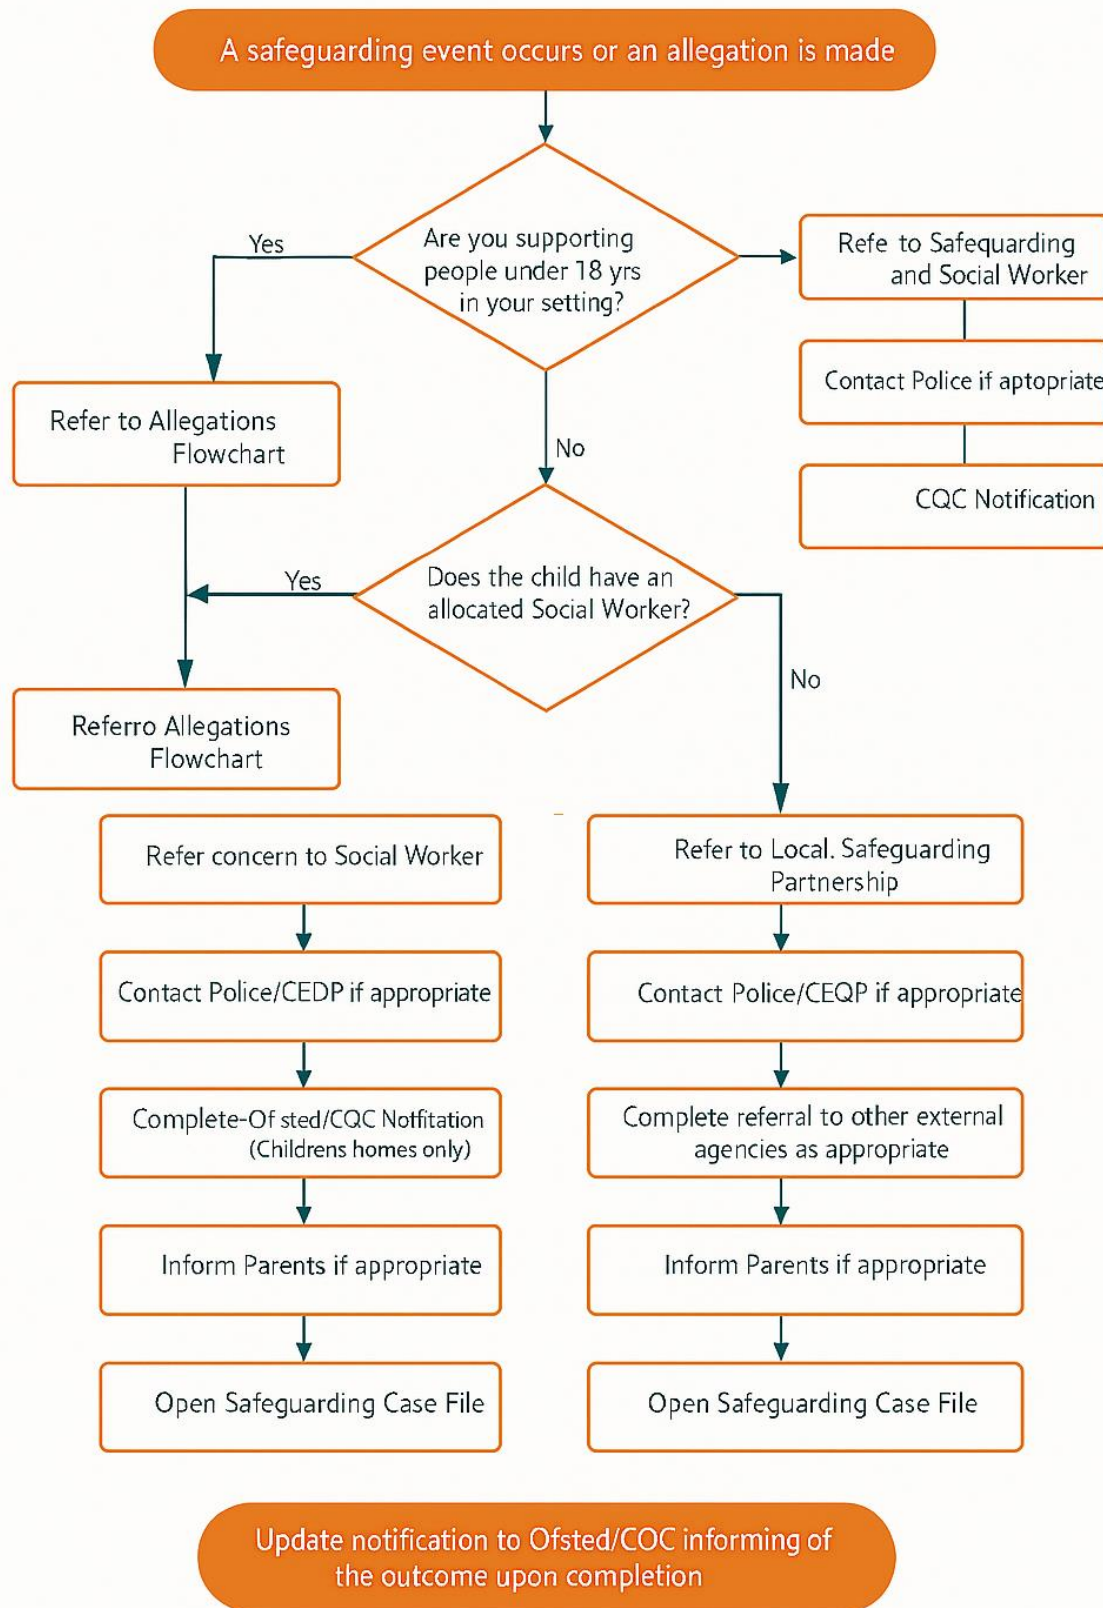 A safeguarding event occurs or an allegation is made
Are you supporting
people under 18 yrs
in your setting?
Yes
Refe to Safequarding
and Social Worker
Contact Police if aptopriate
CQC Notification
Refer to Allegations
Flowchart
No
Does the child have an
allocated Social Worker?
Yes
No
Referro Allegations
Flowchart
Refer concern to Social Worker
Contact Police/CEDP if appropriate
Complete-Of sted/CQC Notfitation
(Childrens homes only)
Inform Parents if appropriate
Open Safeguarding Case File
Refer to Local. Safeguarding
Partnership
Contact Police/CEQP if appropriate
Complete referral to other external
agencies as appropriate
Inform Parents if appropriate
Open Safeguarding Case File
Update notification to Ofsted/COC informing of
the outcome upon completion